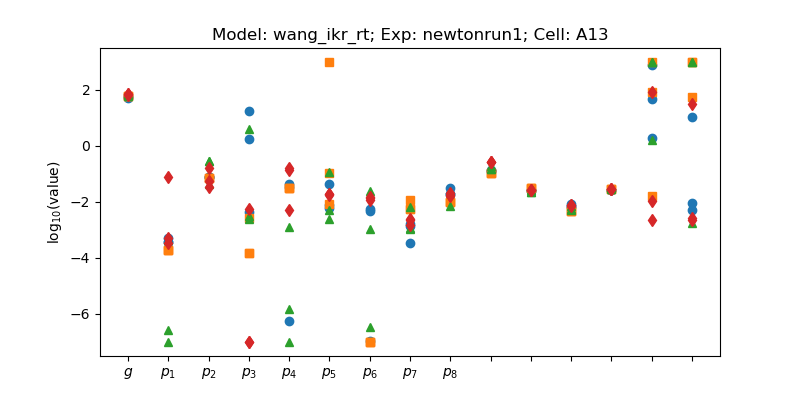 Model: wang_ikr_rt; Exp: newtonrun1; Cell: A13
log₁₀(value)
2
0
−2
−4
−6
g p₁ p₂ p₃ p₄ p₅ p₆ p₇ p₈